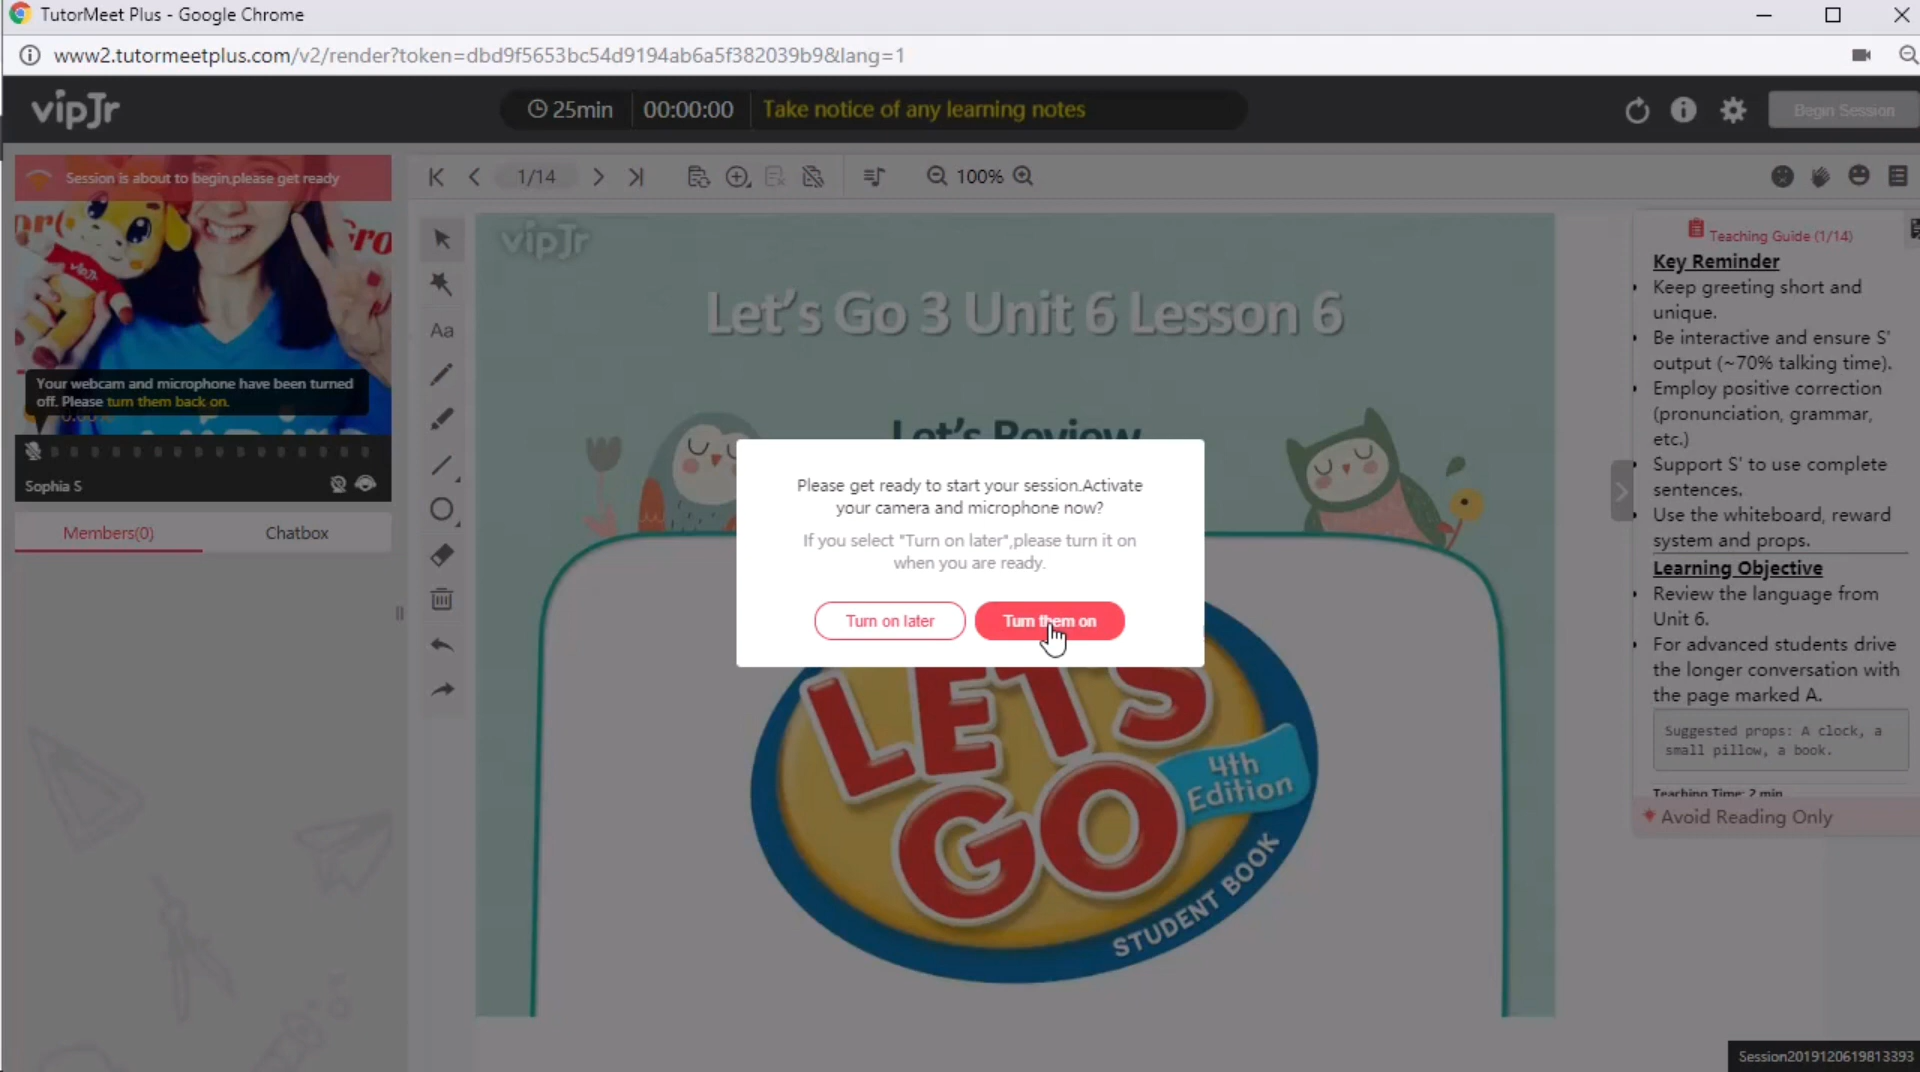 TutorMeet Plus - Google Chrome
www2.tutormeetplus.com/v2/render?token=dbd9f5653bc54d9194ab6a5f382039b9&lang=1
vipJr
25min
00:00:00
Take notice of any learning notes
Begin Session
Session is about to begin,please get ready
1/14
100%
Your webcam and microphone have been turned
off. Please turn them back on.
Sophia S
Members(0)
Chatbox
Aa
vipJr
Let's Go 3 Unit 6 Lesson 6
Let's Review
Please get ready to start your session.Activate
your camera and microphone now?
If you select "Turn on later",please turn it on
when you are ready.
Turn on later
Turn them on
LET'S
GO
4th
Edition
STUDENT BOOK
Teaching Guide (1/14)
Key Reminder
Keep greeting short and
unique.
Be interactive and ensure S'
output (~70% talking time).
Employ positive correction
(pronunciation, grammar,
etc.)
Support S' to use complete
sentences.
Use the whiteboard, reward
system and props.
Learning Objective
Review the language from
Unit 6.
For advanced students drive
the longer conversation with
the page marked A.
Suggested props: A clock, a
small pillow, a book.
Teaching Time: 2 min
Avoid Reading Only
Session2019120619813393